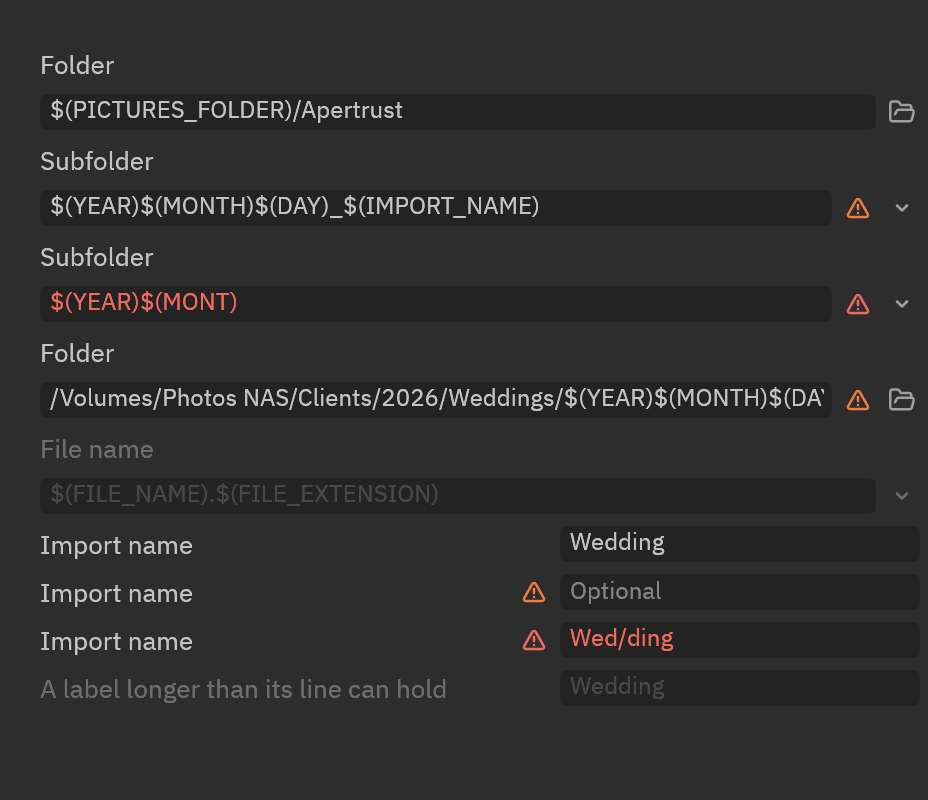 Folder
$(PICTURES_FOLDER)/Apertrust
Subfolder
$(YEAR)$(MONTH)$(DAY)_$(IMPORT_NAME)
Subfolder
$(YEAR)$(MONT)
Folder
/Volumes/Photos NAS/Clients/2026/Weddings/$(YEAR)$(MONTH)$(DAY
File name
$(FILE_NAME).$(FILE_EXTENSION)
Import name Wedding
Import name Optional
Import name Wed/ding
A label longer than its line can hold Wedding